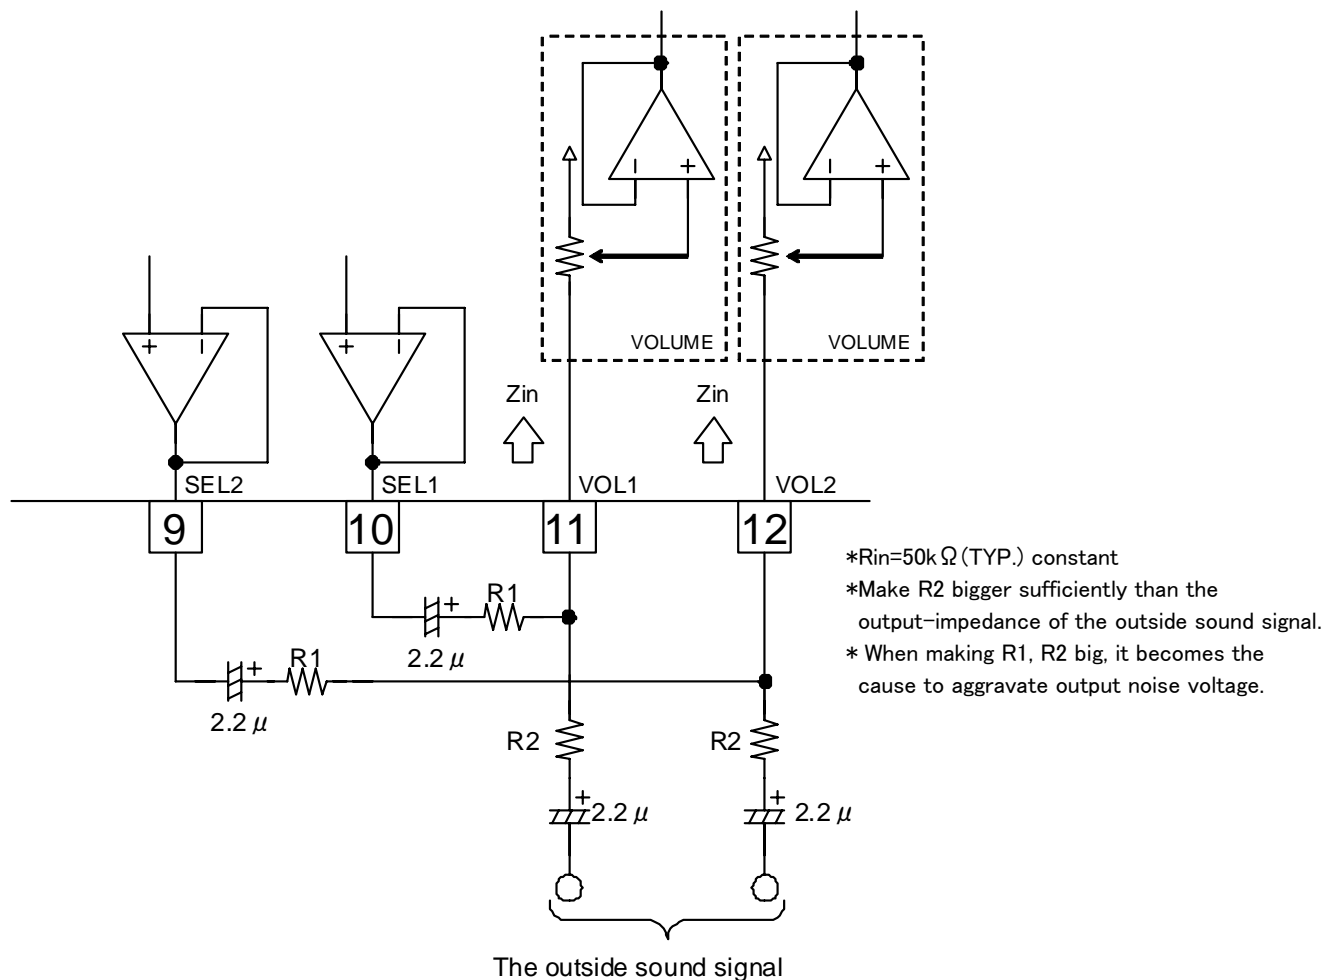 VOLUME
VOLUME
Zin
Zin
+
−
+
−
−
+
−
+
SEL2
SEL1
VOL1
VOL2
9
10
11
12
+
R1
2.2 μ
+
R1
2.2 μ
R2
R2
+
2.2 μ
+
2.2 μ
*Rin=50kΩ(TYP.) constant
*Make R2 bigger sufficiently than the
output-impedance of the outside sound signal.
* When making R1, R2 big, it becomes the
cause to aggravate output noise voltage.
The outside sound signal